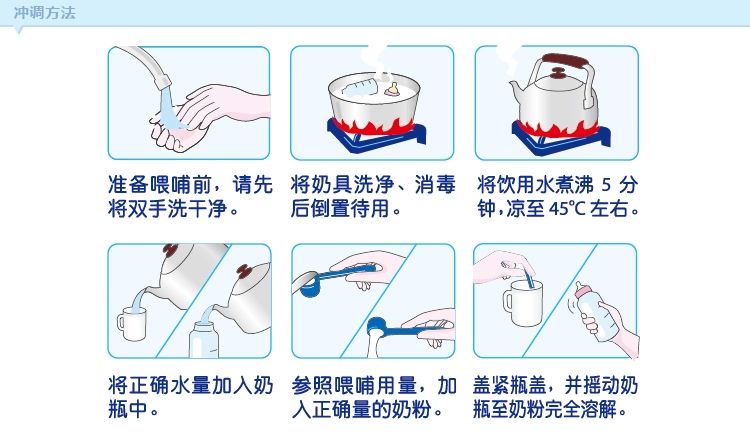 冲调方法
准备喂哺前，请先
将双手洗干净。
将奶具洗净、消毒
后倒置待用。
将饮用水煮沸 5 分
钟，凉至 45℃ 左右。
将正确水量加入奶
瓶中。
参照喂哺用量，加
入正确量的奶粉。
盖紧瓶盖，并摇动奶
瓶至奶粉完全溶解。